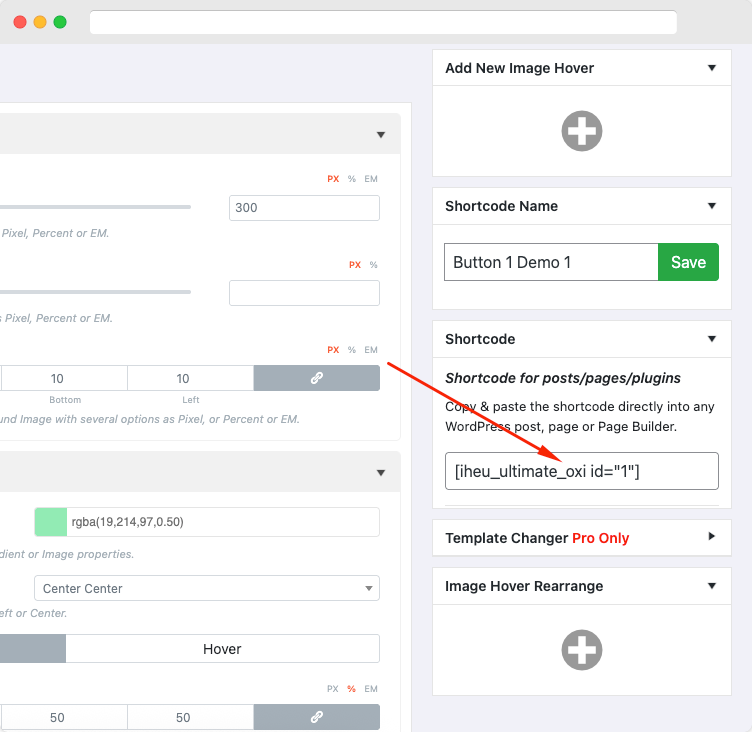 PX % EM
300
Pixel, Percent or EM.
PX %
s Pixel, Percent or EM.
PX % EM
10 10
Bottom Left
und Image with several options as Pixel, or Percent or EM.
rgba(19,214,97,0.50)
dient or Image properties.
Center Center
eft or Center.
Hover
PX % EM
50 50
Add New Image Hover
Shortcode Name
Button 1 Demo 1 Save
Shortcode
Shortcode for posts/pages/plugins
Copy & paste the shortcode directly into any
WordPress post, page or Page Builder.
[iheu_ultimate_oxi id="1"]
Template Changer Pro Only
Image Hover Rearrange